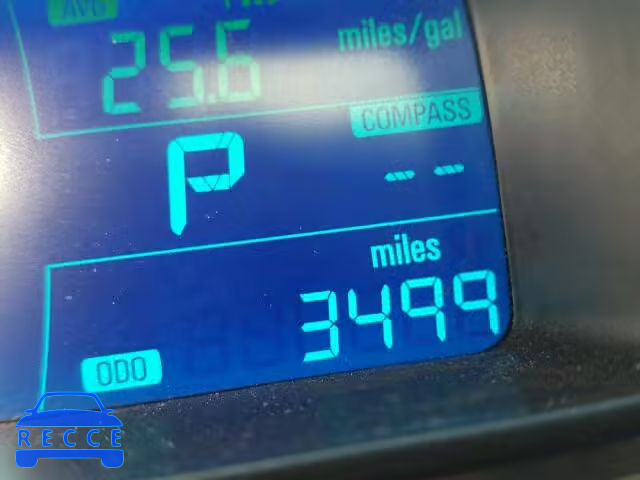 AVG
25.6 miles/gal
COMPASS
P --
miles
3499
ODO
RECCE